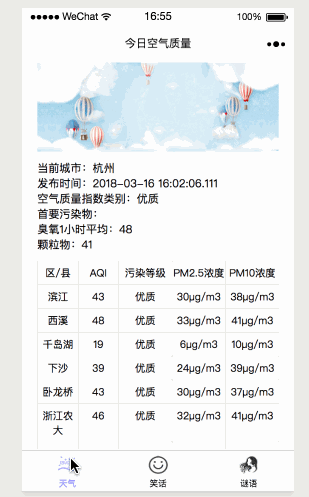 WeChat 16:55 100%
今日空气质量
当前城市：杭州
发布时间：2018-03-16 16:02:06.111
空气质量指数类别：优质
首要污染物：
臭氧1小时平均：48
颗粒物：41
区/县 AQI 污染等级 PM2.5浓度 PM10浓度
滨江 43 优质 30μg/m3 38μg/m3
西溪 48 优质 33μg/m3 41μg/m3
千岛湖 19 优质 6μg/m3 10μg/m3
下沙 39 优质 24μg/m3 39μg/m3
卧龙桥 43 优质 30μg/m3 37μg/m3
浙江农 46 优质 32μg/m3 41μg/m3
大
天气 笑话 谜语